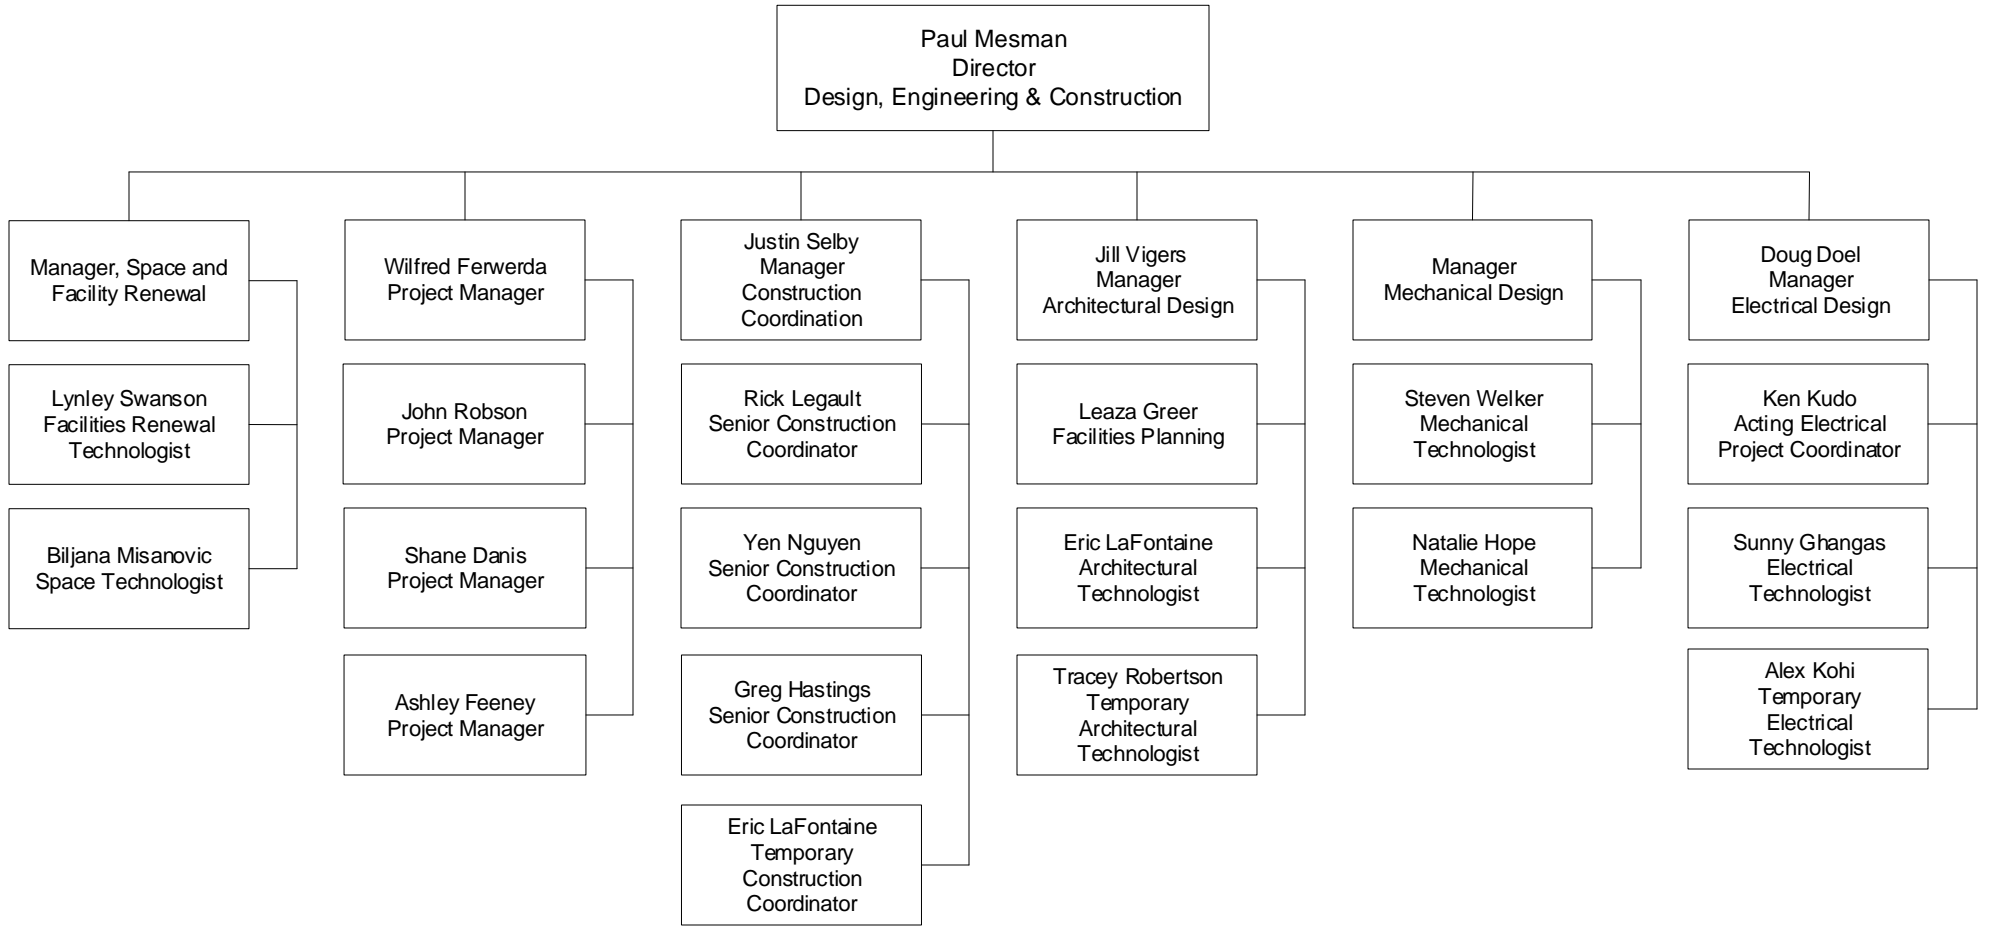 Paul Mesman
Director
Design, Engineering & Construction
Manager, Space and
Facility Renewal
Lynley Swanson
Facilities Renewal
Technologist
Biljana Misanovic
Space Technologist
Wilfred Ferwerda
Project Manager
John Robson
Project Manager
Shane Danis
Project Manager
Ashley Feeney
Project Manager
Justin Selby
Manager
Construction
Coordination
Rick Legault
Senior Construction
Coordinator
Yen Nguyen
Senior Construction
Coordinator
Greg Hastings
Senior Construction
Coordinator
Eric LaFontaine
Temporary
Construction
Coordinator
Jill Vigers
Manager
Architectural Design
Leaza Greer
Facilities Planning
Eric LaFontaine
Architectural
Technologist
Tracey Robertson
Temporary
Architectural
Technologist
Manager
Mechanical Design
Steven Welker
Mechanical
Technologist
Natalie Hope
Mechanical
Technologist
Doug Doel
Manager
Electrical Design
Ken Kudo
Acting Electrical
Project Coordinator
Sunny Ghangas
Electrical
Technologist
Alex Kohi
Temporary
Electrical
Technologist